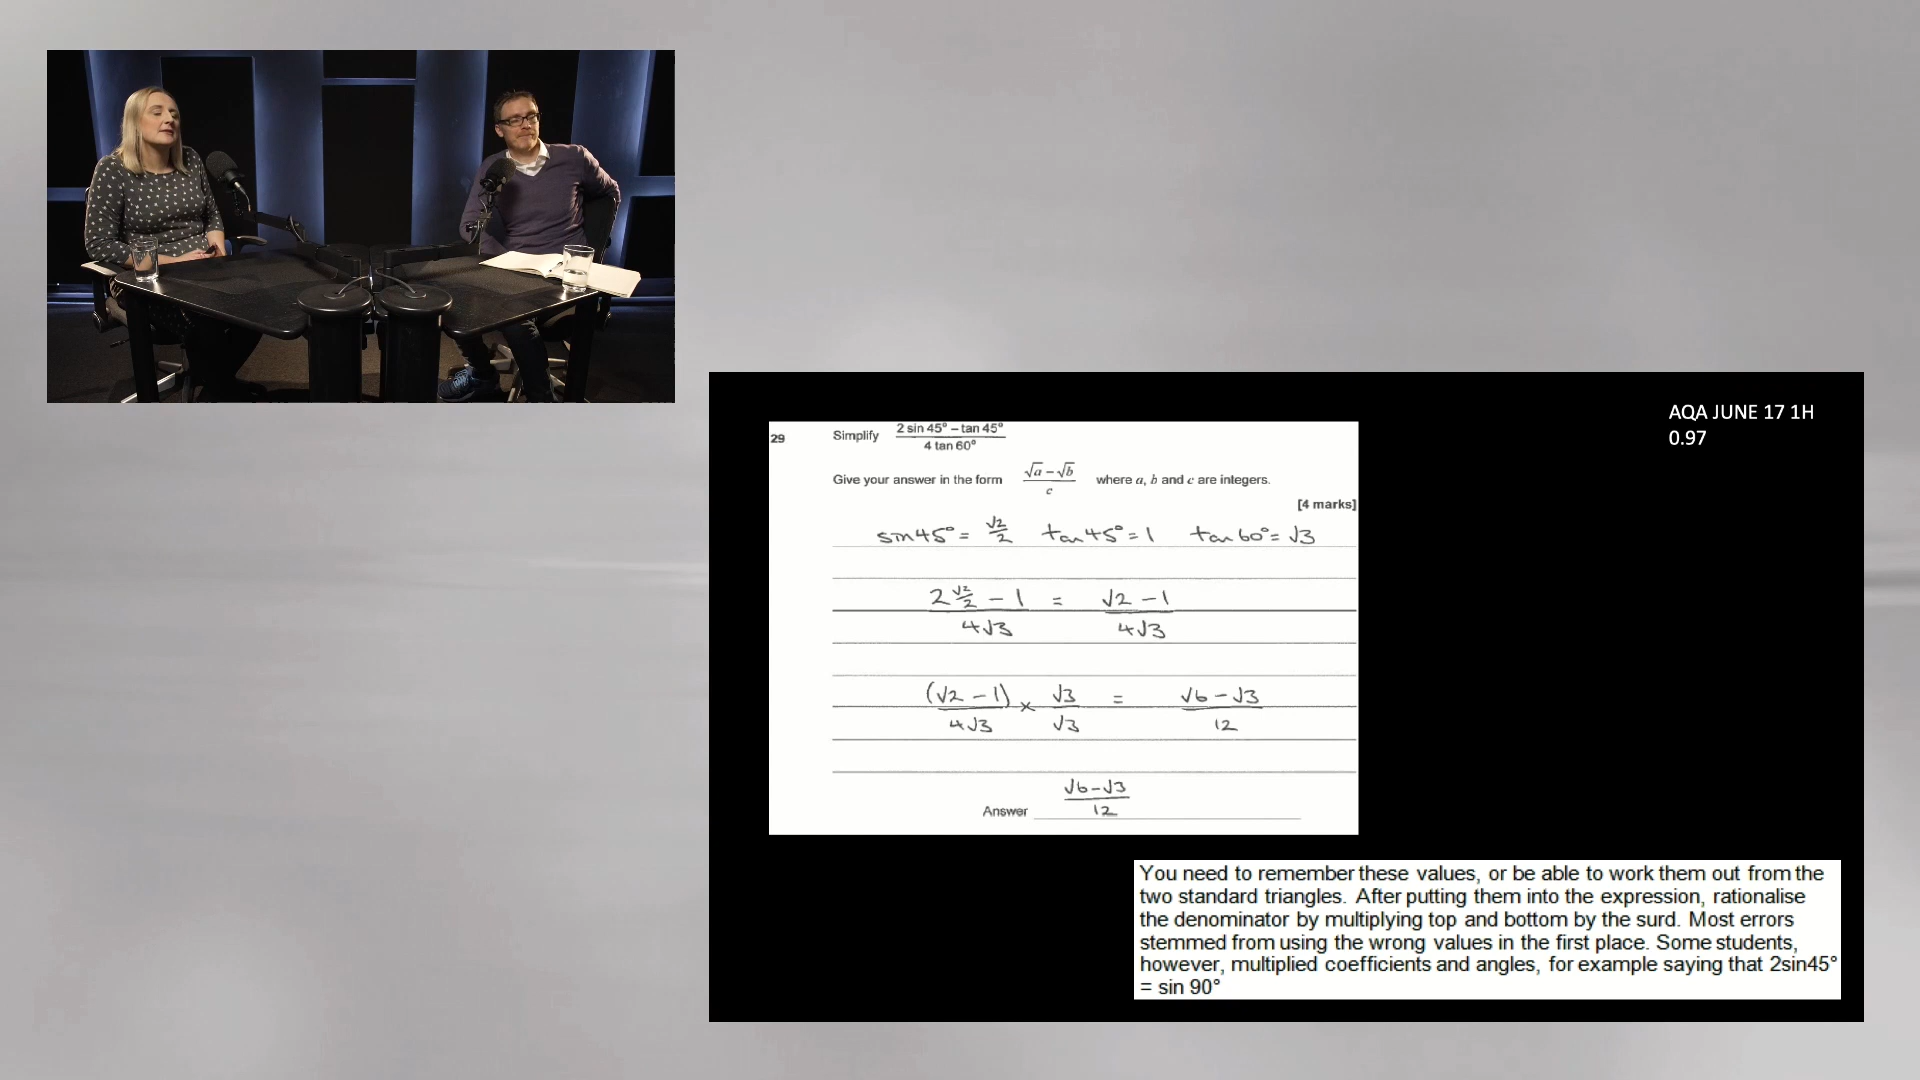 AQA JUNE 17 1H
0.97
29 Simplify (2 sin 45° – tan 45°)/(4 tan 60°)
Give your answer in the form (√a – √b)/c where a, b and c are integers.
[4 marks]
sin45° = √2/2 tan45° = 1 tan60° = √3
(2 √2/2 – 1)/(4√3) = (√2 – 1)/(4√3)
(√2 – 1)/(4√3) × √3/√3 = (√6 – √3)/12
Answer (√6 – √3)/12
You need to remember these values, or be able to work them out from the
two standard triangles. After putting them into the expression, rationalise
the denominator by multiplying top and bottom by the surd. Most errors
stemmed from using the wrong values in the first place. Some students,
however, multiplied coefficients and angles, for example saying that 2sin45°
= sin 90°